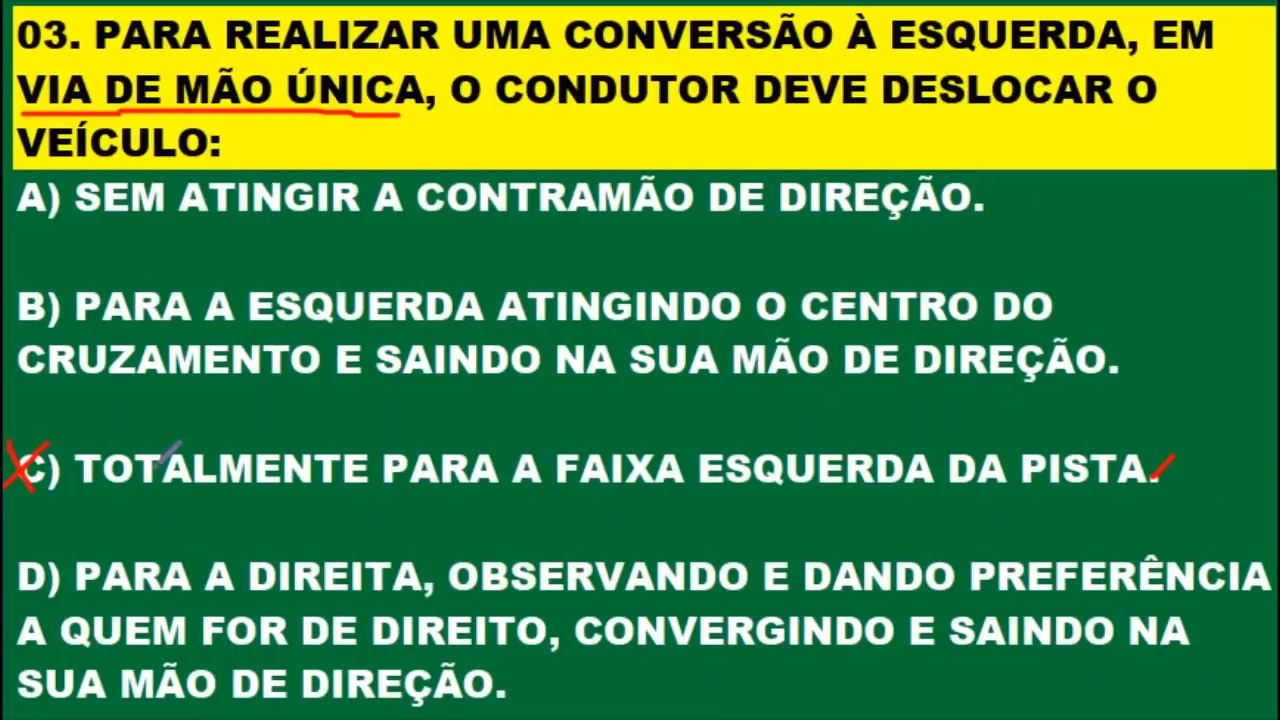 03. PARA REALIZAR UMA CONVERSÃO À ESQUERDA, EM
VIA DE MÃO ÚNICA, O CONDUTOR DEVE DESLOCAR O
VEÍCULO:
A) SEM ATINGIR A CONTRAMÃO DE DIREÇÃO.
B) PARA A ESQUERDA ATINGINDO O CENTRO DO
CRUZAMENTO E SAINDO NA SUA MÃO DE DIREÇÃO.
C) TOTALMENTE PARA A FAIXA ESQUERDA DA PISTA.
D) PARA A DIREITA, OBSERVANDO E DANDO PREFERÊNCIA
A QUEM FOR DE DIREITO, CONVERGINDO E SAINDO NA
SUA MÃO DE DIREÇÃO.